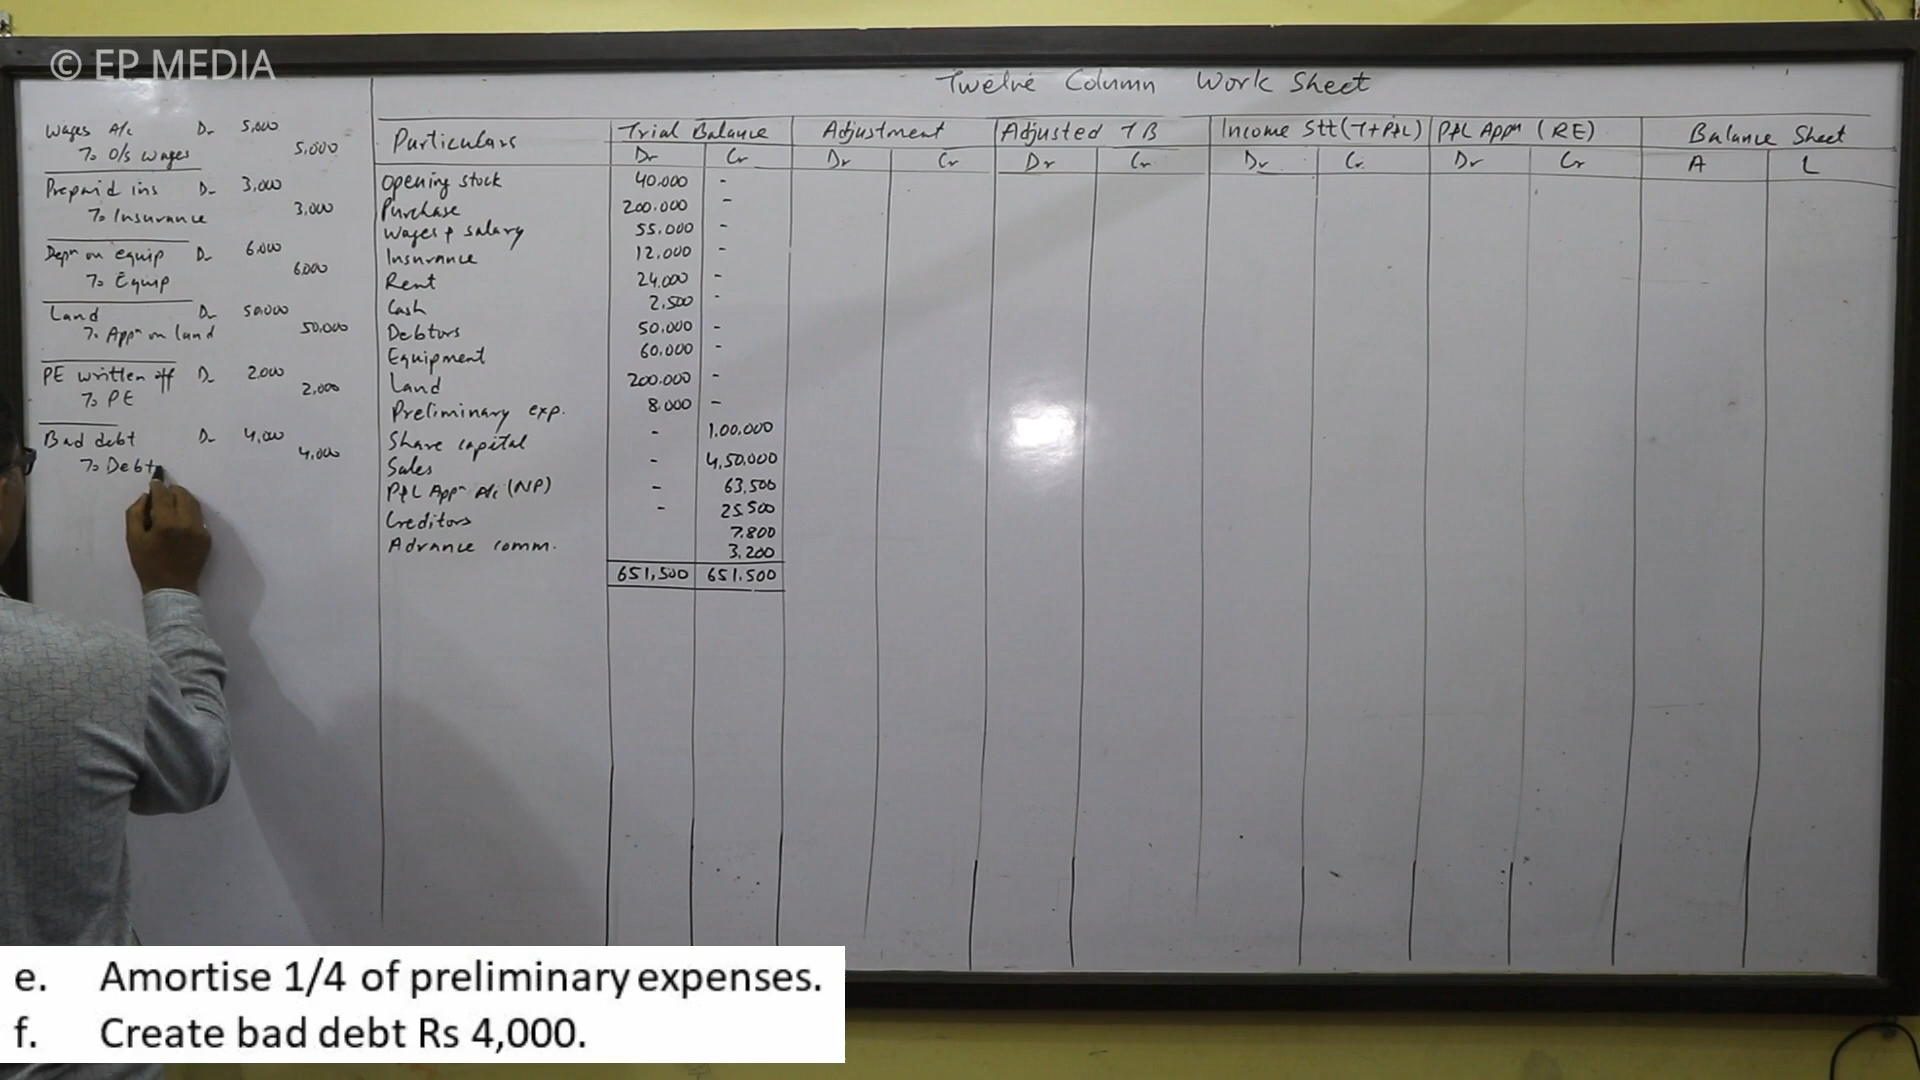 © EP MEDIA
Twelve Column Work Sheet
Wages A/c Dr 5,000
To O/s wages 5,000
Prepaid ins Dr 3,000
To Insurance 3,000
Depn on equip Dr 6,000
To Equip 6,000
Land Dr 50,000
To Appn on land 50,000
PE written off Dr 2,000
To PE 2,000
Bad debt Dr 4,000
To Debt 4,000
Particulars Trial Balance Adjustment Adjusted T B Income Stt (T+P&L) P&L Appn (RE) Balance Sheet
Dr Cr Dr Cr Dr Cr Dr Cr Dr Cr A L
Opening stock 40,000 -
Purchase 200,000 -
Wages & salary 55,000 -
Insurance 12,000 -
Rent 24,000 -
Cash 2,500 -
Debtors 50,000 -
Equipment 60,000 -
Land 200,000 -
Preliminary exp. 8,000 -
Share capital - 1,00,000
Sales - 4,50,000
P&L Appn A/c (NP) - 63,500
Creditors - 25,500
Advance comm. 7,800
3,200
651,500 651,500
e. Amortise 1/4 of preliminary expenses.
f. Create bad debt Rs 4,000.